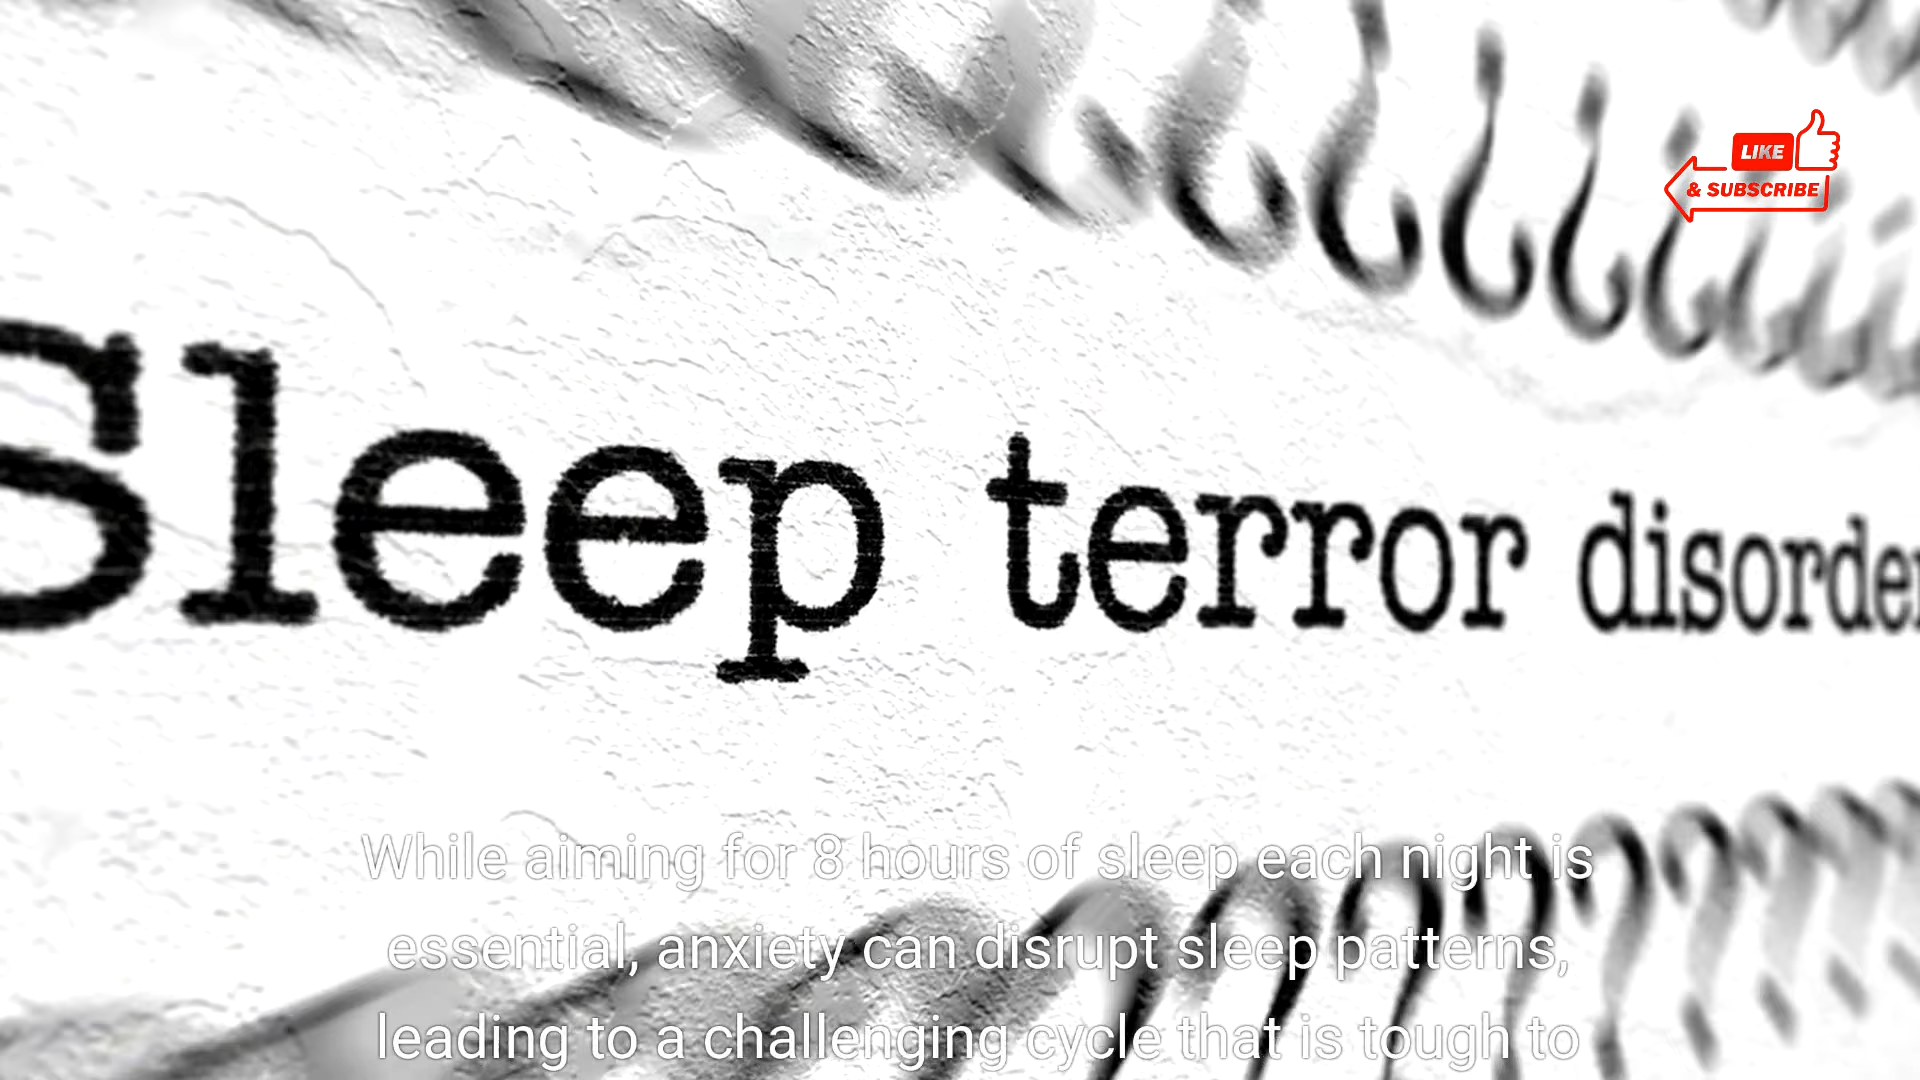 LIKE
& SUBSCRIBE
Sleep terror disorder
While aiming for 8 hours of sleep each night is
essential, anxiety can disrupt sleep patterns,
leading to a challenging cycle that is tough to